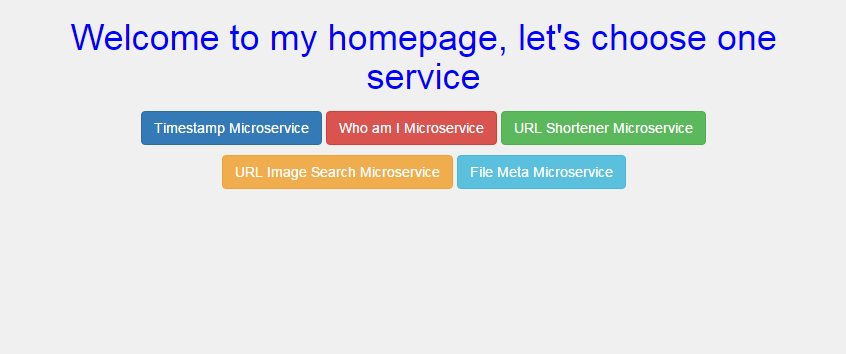 Welcome to my homepage, let's choose one
service
Timestamp Microservice Who am I Microservice URL Shortener Microservice
URL Image Search Microservice File Meta Microservice